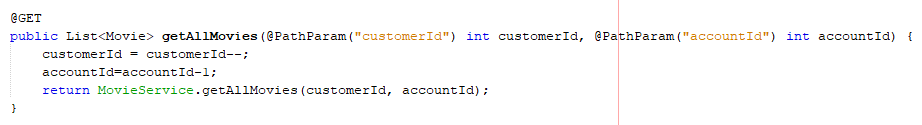 @GET
public List<Movie> getAllMovies(@PathParam("customerId") int customerId, @PathParam("accountId") int accountId) {
customerId = customerId--;
accountId=accountId-1;
return MovieService.getAllMovies(customerId, accountId);
}